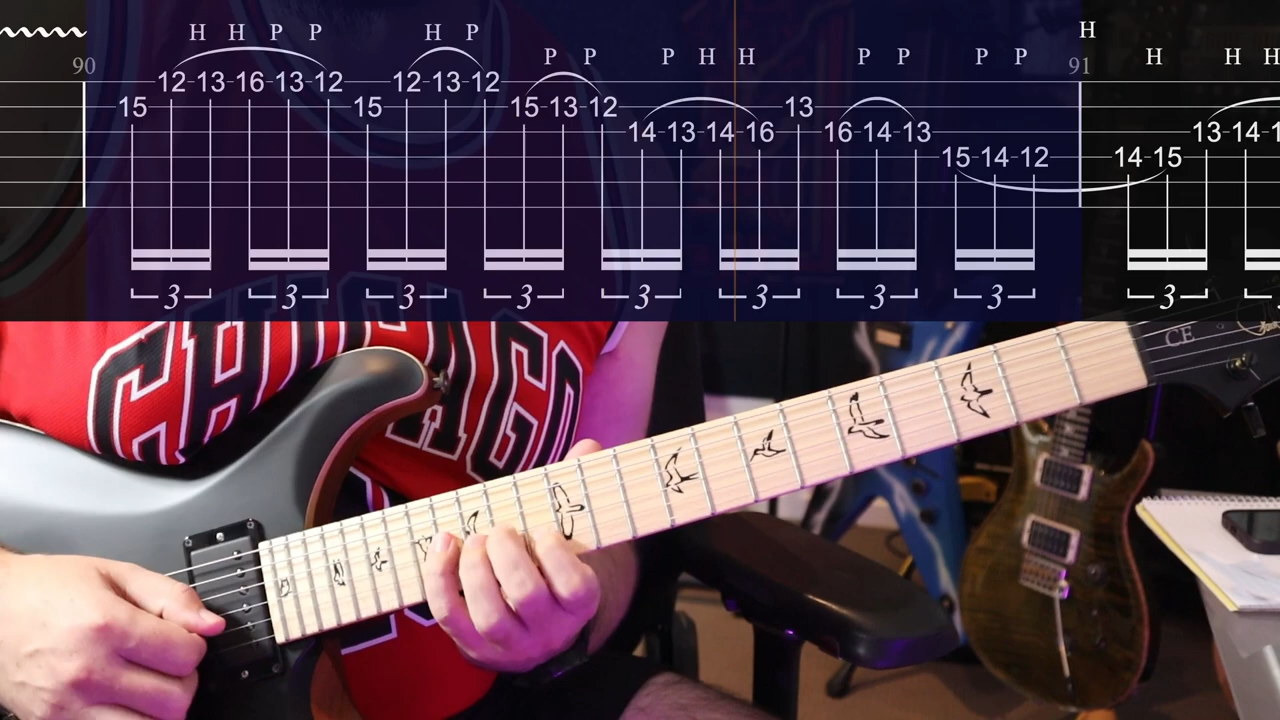 H H P P H P P P P H H P P P P H H H H
90 91
12 13 16 13 12 12 13 12
15 15 15 13 12 13
14 13 14 16 16 14 13 13 14
15 14 12 14 15
3 3 3 3 3 3 3 3 3 3
CHICAGO
CE